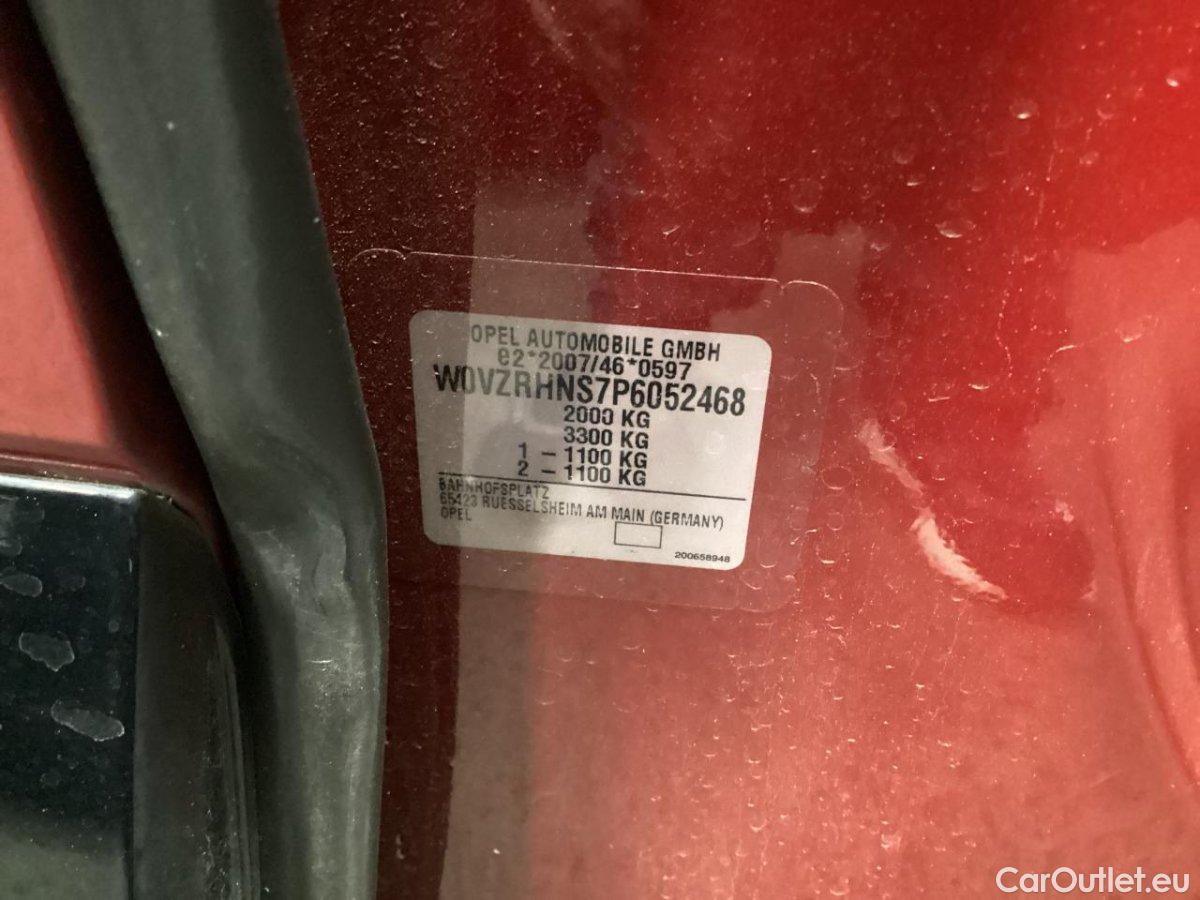 OPEL AUTOMOBILE GMBH
e2*2007/46*0597
W0VZRHNS7P6052468
2000 KG
3300 KG
1 - 1100 KG
2 - 1100 KG
BAHNHOFSPLATZ
65423 RUESSELSHEIM AM MAIN (GERMANY)
OPEL
200658948
CarOutlet.eu